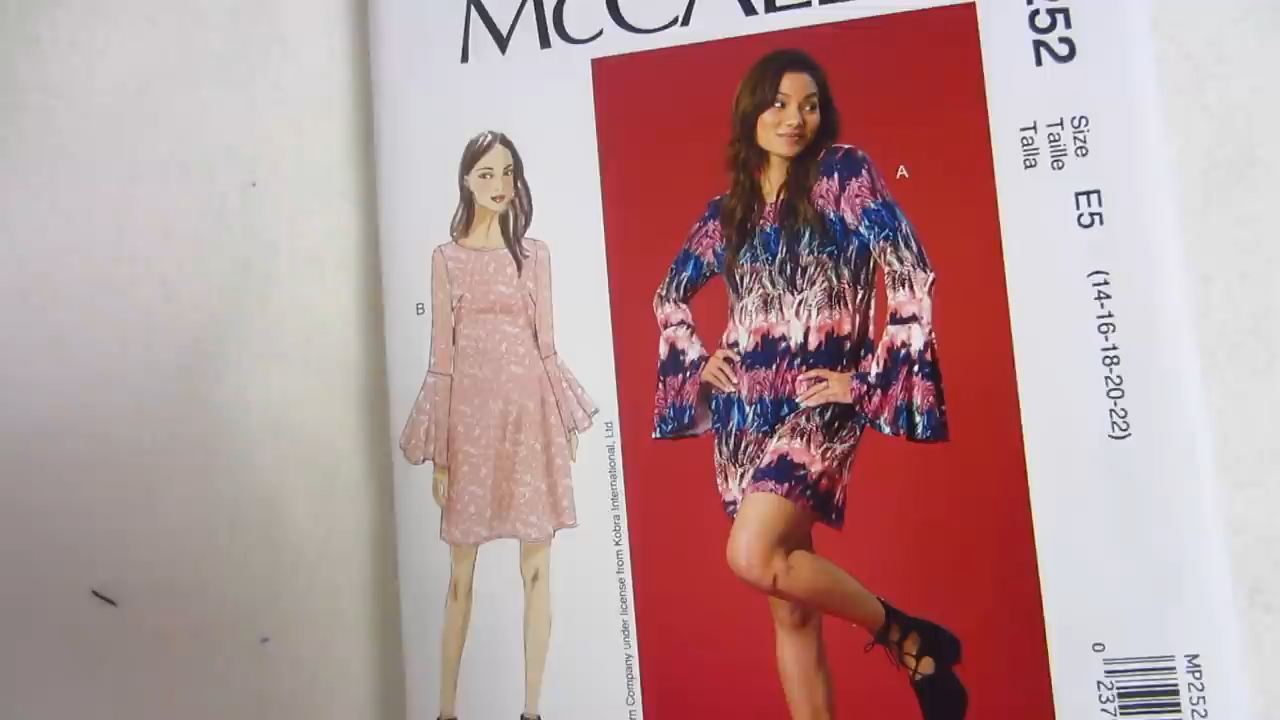 McCALL
A
B
252
Size
Taille
Talla
E5
(14-16-18-20-22)
Company under license from Kobra International, Ltd
MP252
0
237